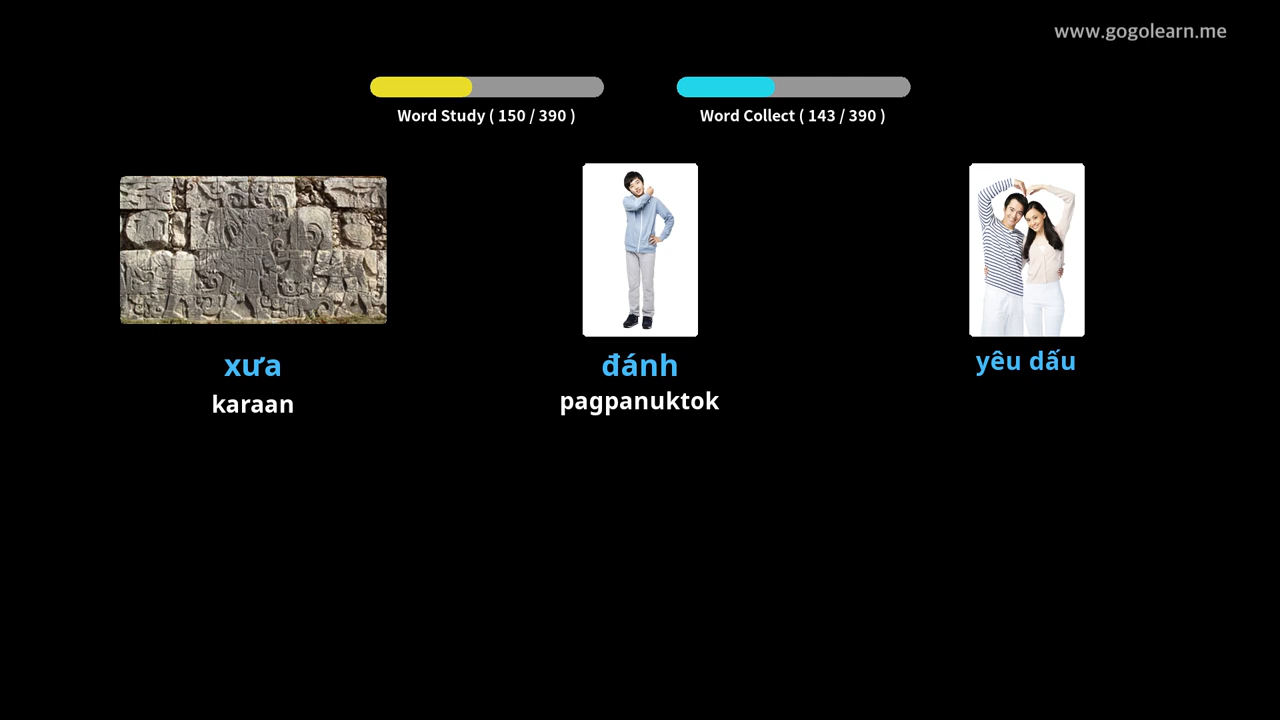 www.gogolearn.me
Word Study ( 150 / 390 )
Word Collect ( 143 / 390 )
xưa
đánh
yêu dấu
karaan
pagpanuktok